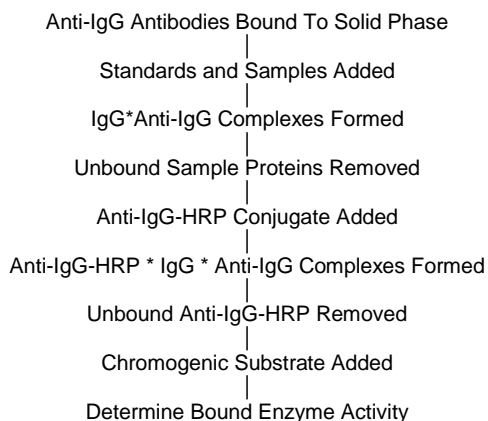 Anti-IgG Antibodies Bound To Solid Phase
Standards and Samples Added
IgG*Anti-IgG Complexes Formed
Unbound Sample Proteins Removed
Anti-IgG-HRP Conjugate Added
Anti-IgG-HRP * IgG * Anti-IgG Complexes Formed
Unbound Anti-IgG-HRP Removed
Chromogenic Substrate Added
Determine Bound Enzyme Activity